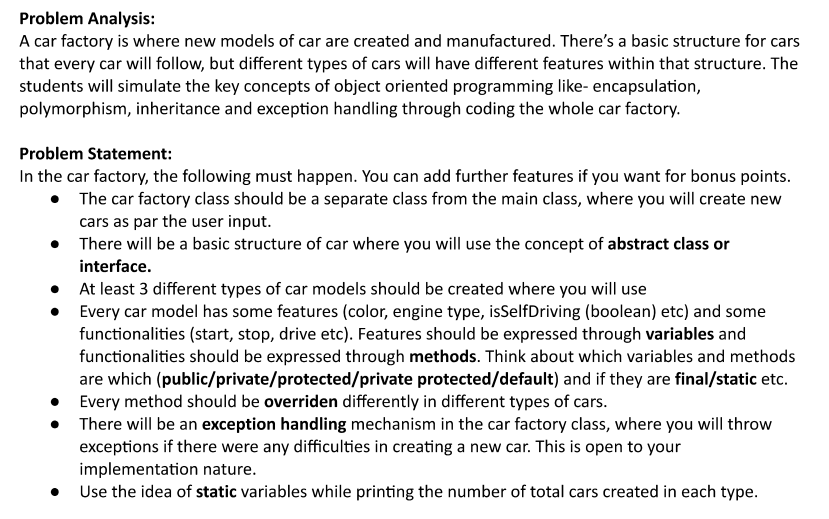 Problem Analysis:
A car factory is where new models of car are created and manufactured. There's a basic structure for cars
that every car will follow, but different types of cars will have different features within that structure. The
students will simulate the key concepts of object oriented programming like- encapsulation,
polymorphism, inheritance and exception handling through coding the whole car factory.
Problem Statement:
In the car factory, the following must happen. You can add further features if you want for bonus points.
● The car factory class should be a separate class from the main class, where you will create new
cars as par the user input.
● There will be a basic structure of car where you will use the concept of abstract class or
interface.
● At least 3 different types of car models should be created where you will use
● Every car model has some features (color, engine type, isSelfDriving (boolean) etc) and some
functionalities (start, stop, drive etc). Features should be expressed through variables and
functionalities should be expressed through methods. Think about which variables and methods
are which (public/private/protected/private protected/default) and if they are final/static etc.
● Every method should be overriden differently in different types of cars.
● There will be an exception handling mechanism in the car factory class, where you will throw
exceptions if there were any difficulties in creating a new car. This is open to your
implementation nature.
● Use the idea of static variables while printing the number of total cars created in each type.